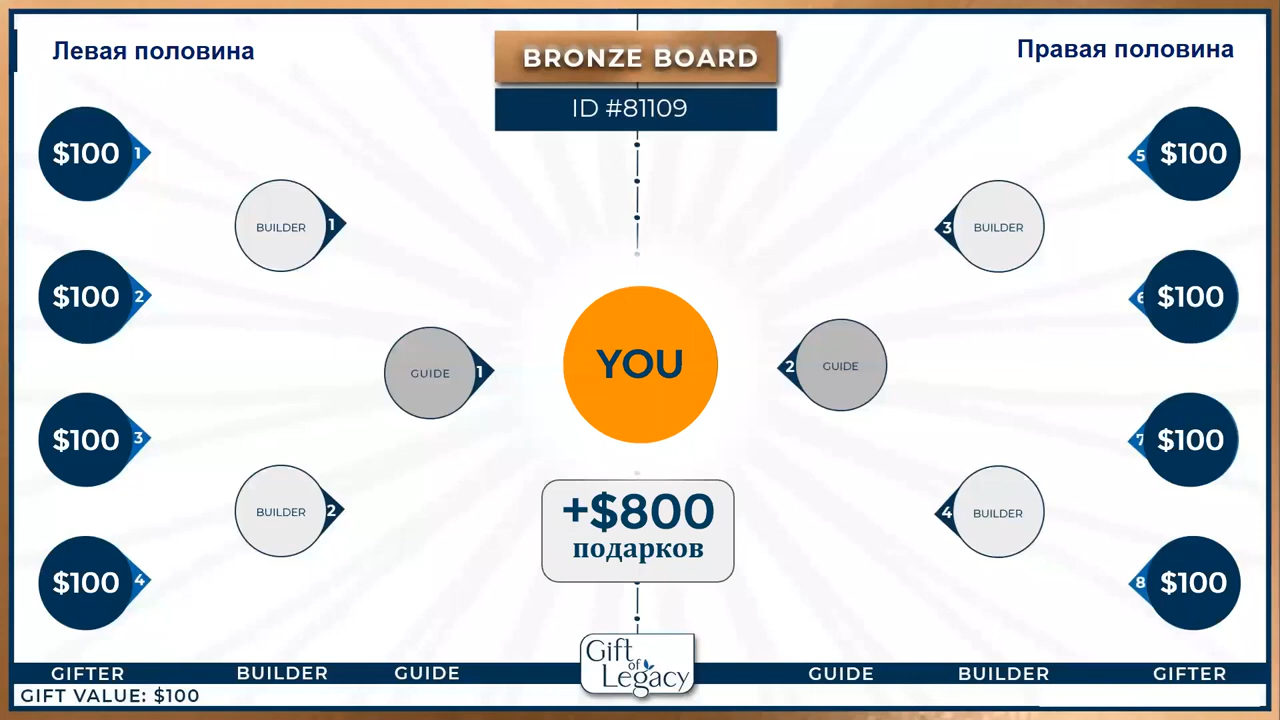 Левая половина
BRONZE BOARD
Правая половина
ID #81109
$100 1
5 $100
BUILDER 1
3 BUILDER
$100 2
6 $100
YOU
GUIDE 1
2 GUIDE
$100 3
7 $100
BUILDER 2
4 BUILDER
+$800
подарков
$100 4
8 $100
Gift
of
Legacy
GIFTER BUILDER GUIDE
GUIDE BUILDER GIFTER
GIFT VALUE: $100